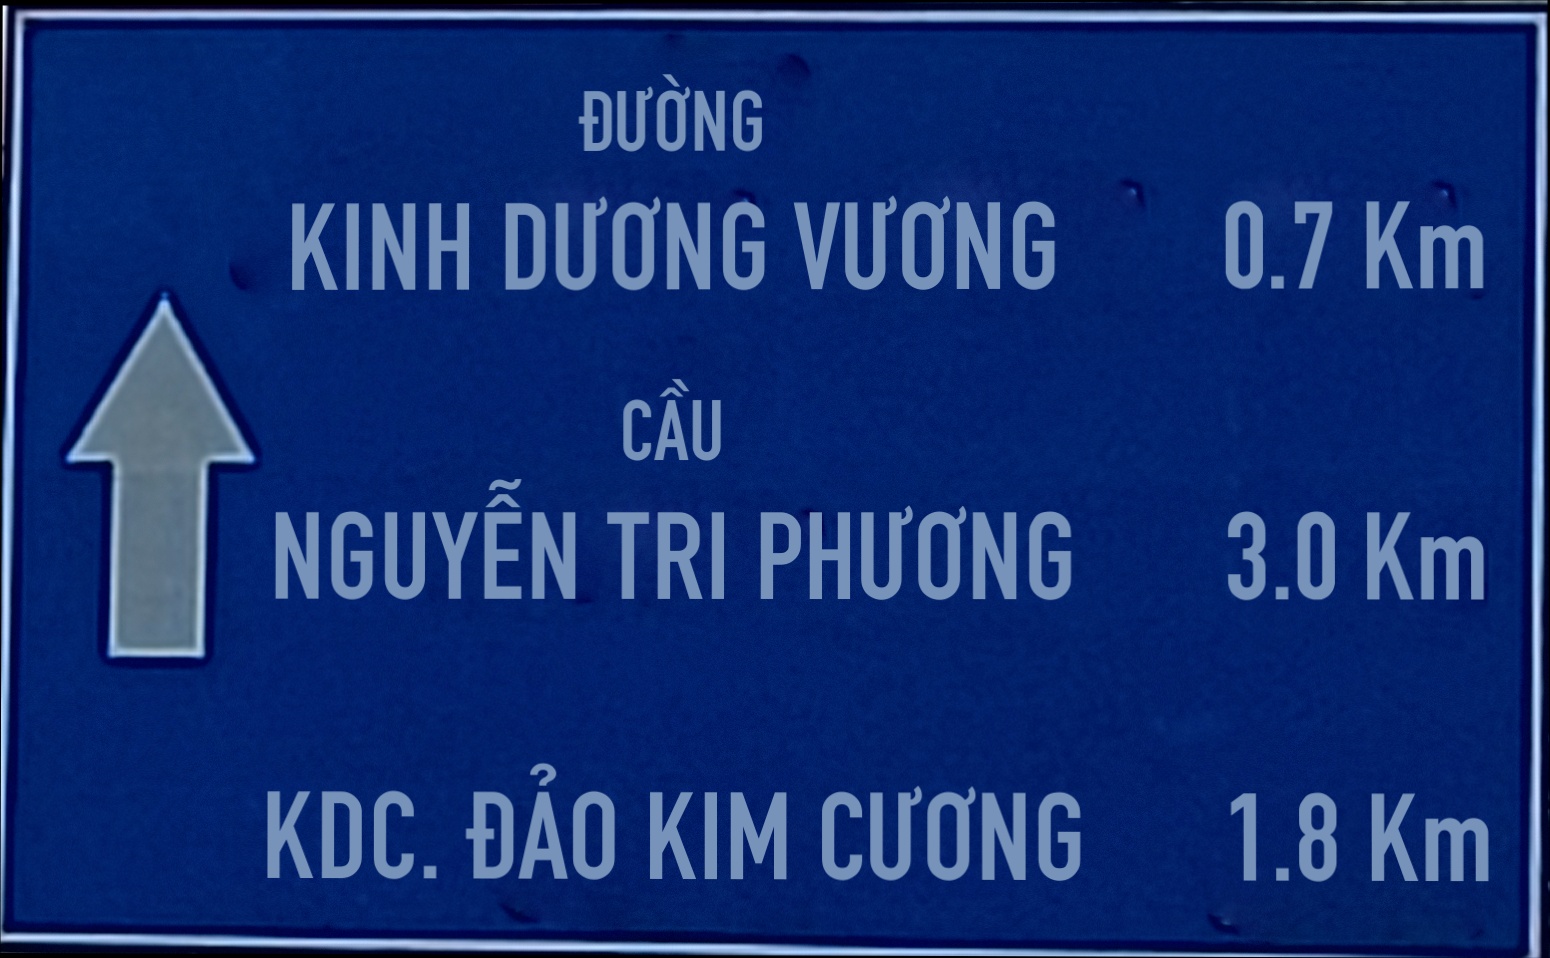 ĐƯỜNG
KINH DƯƠNG VƯƠNG 0.7 Km
CẦU
NGUYỄN TRI PHƯƠNG 3.0 Km
KDC. ĐẢO KIM CƯƠNG 1.8 Km